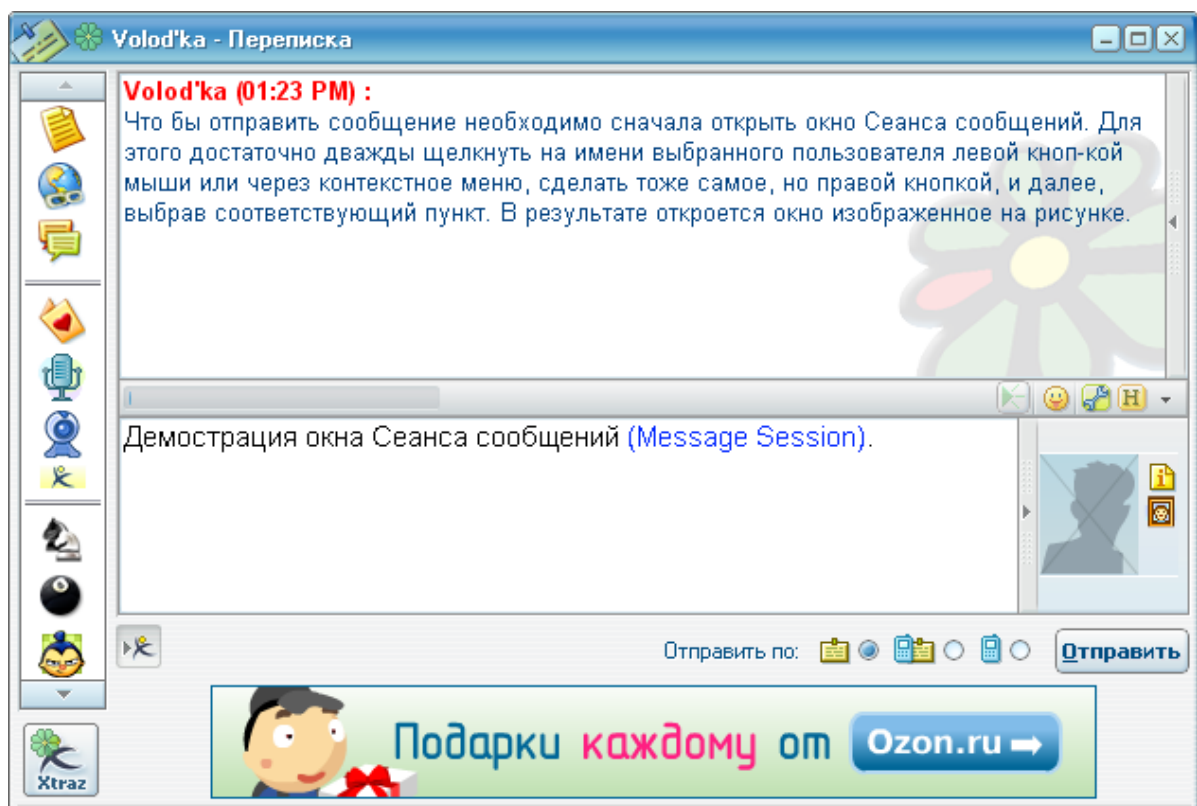 Volod'ka - Переписка
Volod'ka (01:23 PM) :
Что бы отправить сообщение необходимо сначала открыть окно Сеанса сообщений. Для
этого достаточно дважды щелкнуть на имени выбранного пользователя левой кноп-кой
мыши или через контекстное меню, сделать тоже самое, но правой кнопкой, и далее,
выбрав соответствующий пункт. В результате откроется окно изображенное на рисунке.
H
Демострация окна Сеанса сообщений (Message Session).
Отправить по:
Отправить
Подарки каждому от Ozon.ru
Xtraz